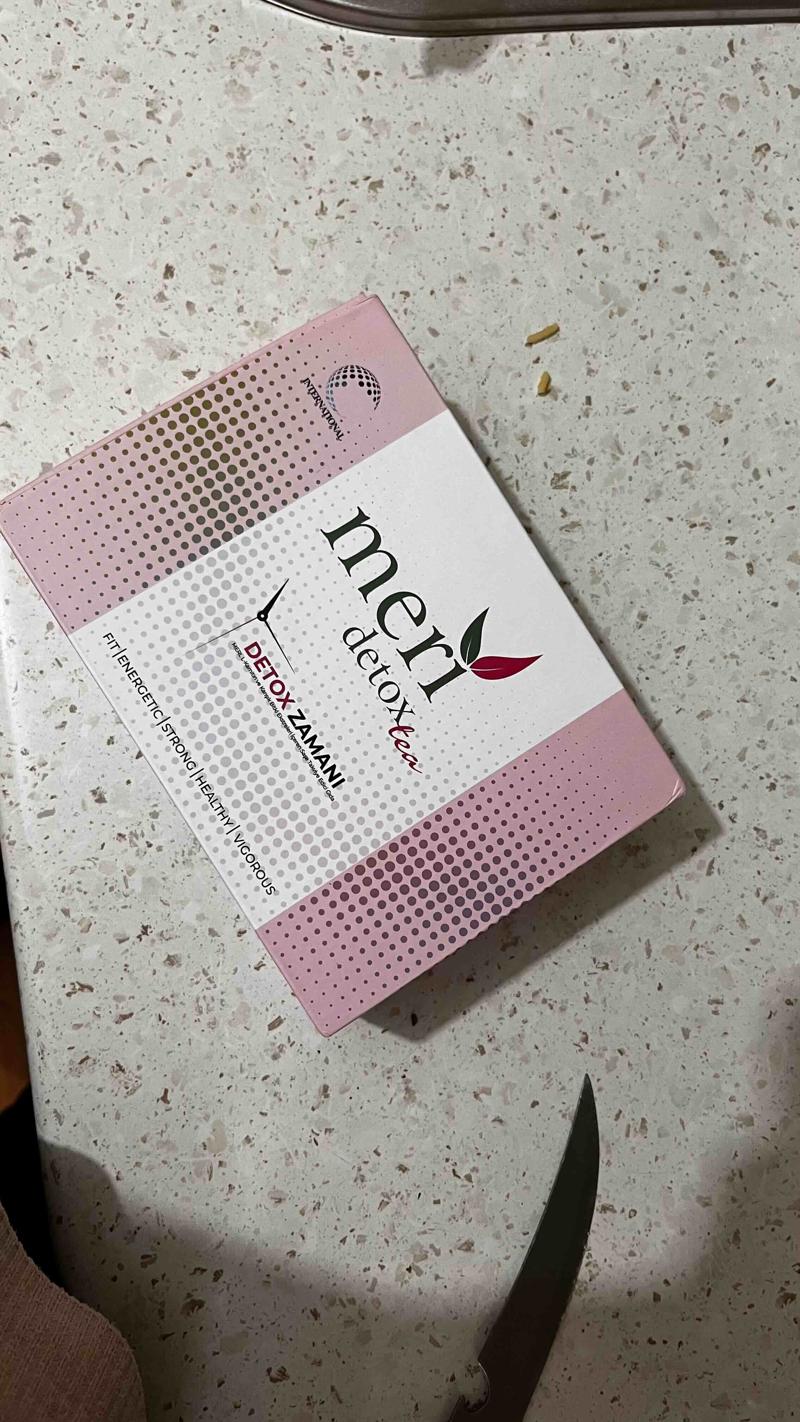 INTERNATIONAL
meri
detox
tea
DETOX ZAMANI
FIT|ENERGETIC|STRONG|HEALTHY|VIGOROUS